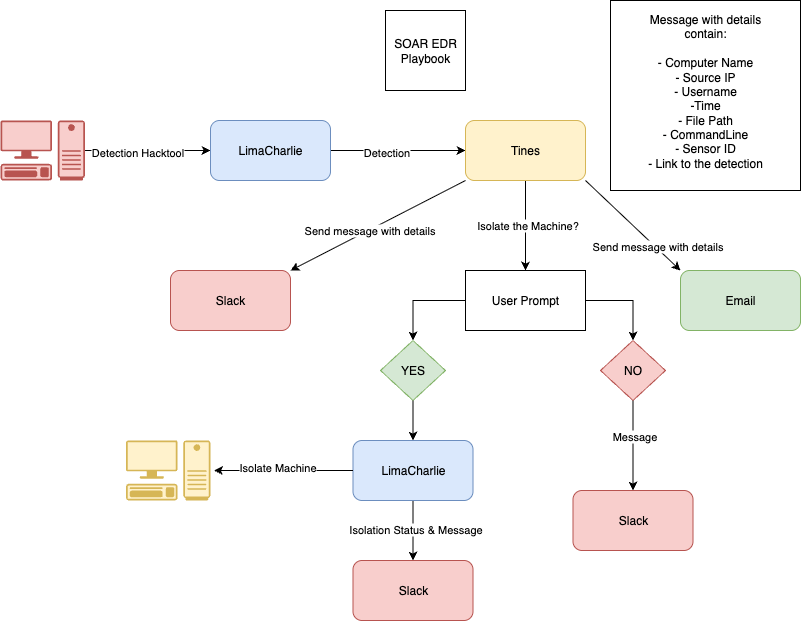 SOAR EDR
Playbook
Message with details
contain:
- Computer Name
- Source IP
- Username
-Time
- File Path
- CommandLine
- Sensor ID
- Link to the detection
Detection Hacktool
LimaCharlie
Detection
Tines
Send message with details
Isolate the Machine?
Send message with details
Slack
User Prompt
Email
YES
NO
Message
Isolate Machine
LimaCharlie
Slack
Isolation Status & Message
Slack